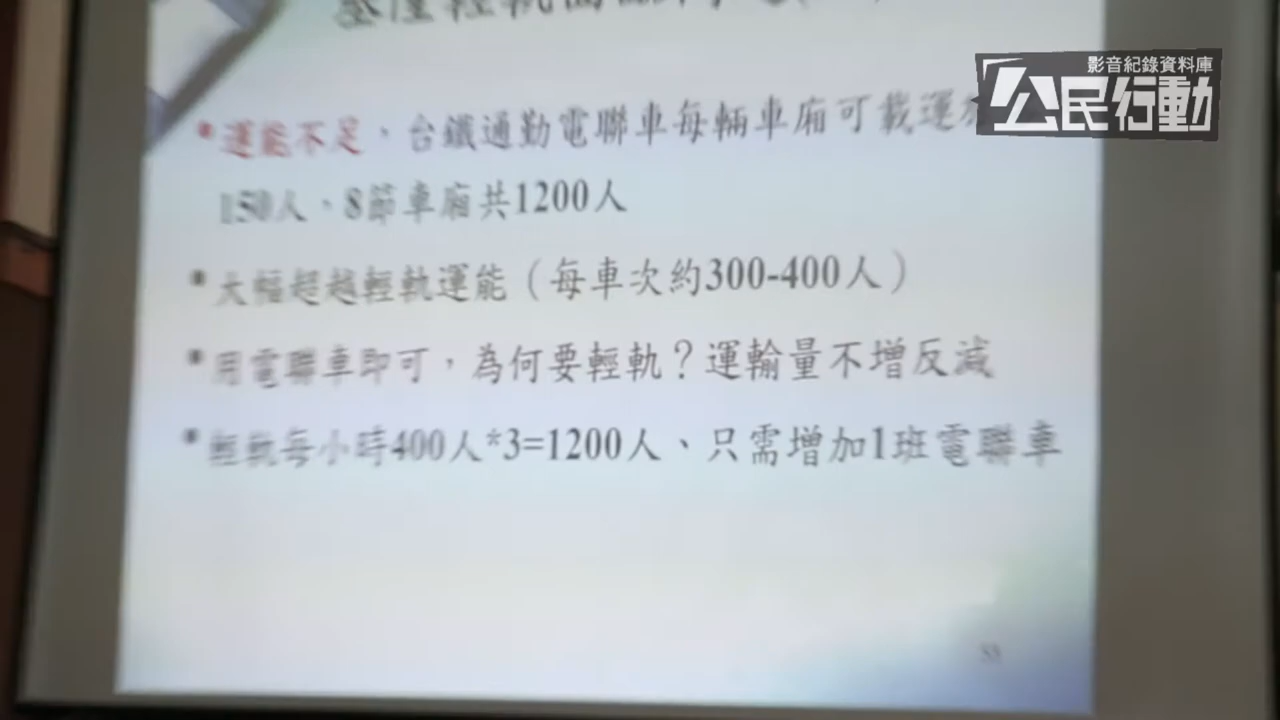 影音紀錄資料庫
公民行動
運能不足，台鐵通勤電聯車每輛車廂可載運
150人，8節車廂共1200人
大幅超越輕軌運能（每車次約300-400人）
用電聯車即可，為何要輕軌？運輸量不增反減
輕軌每小時400人*3=1200人、只需增加1班電聯車